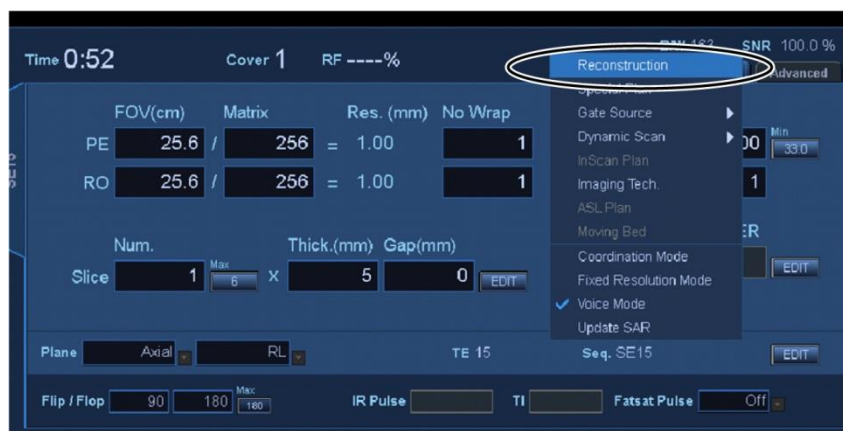 Time 0:52 Cover 1 RF ----% SNR 100.0 %
Reconstruction
Advanced
Special Plan
FOV(cm) Matrix Res. (mm) No Wrap Gate Source
PE 25.6 / 256 = 1.00 1 Dynamic Scan Min 33.0
InScan Plan
RO 25.6 / 256 = 1.00 1 Imaging Tech. 1
ASL Plan
Moving Bed
Num. Thick.(mm) Gap(mm) Coordination Mode
Slice 1 Max 6 X 5 0 EDIT Fixed Resolution Mode EDIT
Voice Mode
Update SAR
Plane Axial RL TE 15 Seq. SE15 EDIT
Flip / Flop 90 180 Max 180 IR Pulse TI Fatsat Pulse Off